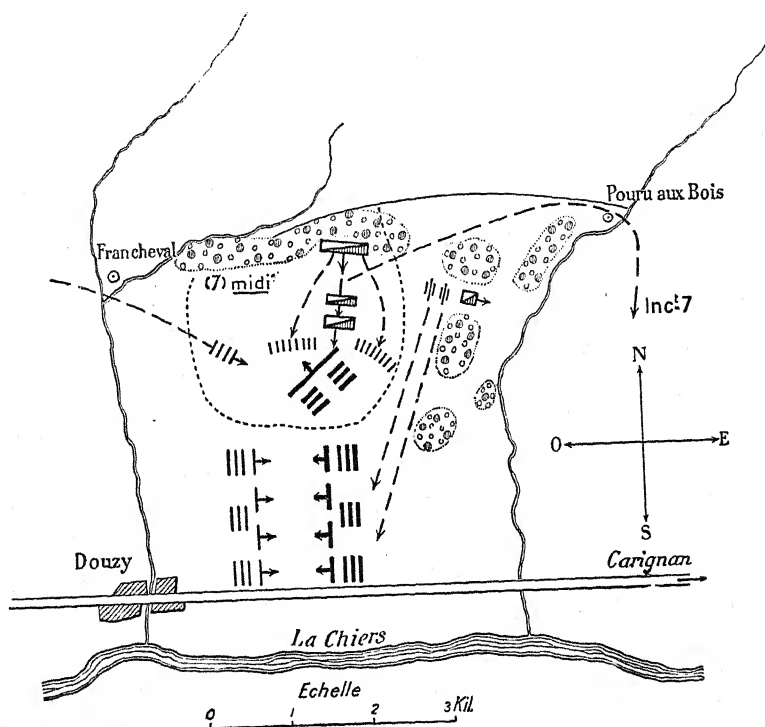 Pouru aux Bois
Francheval
(7) midi
Inct 7
N
O
E
S
Douzy
Carignan
La Chiers
Echelle
0 1 2 3 Kil.